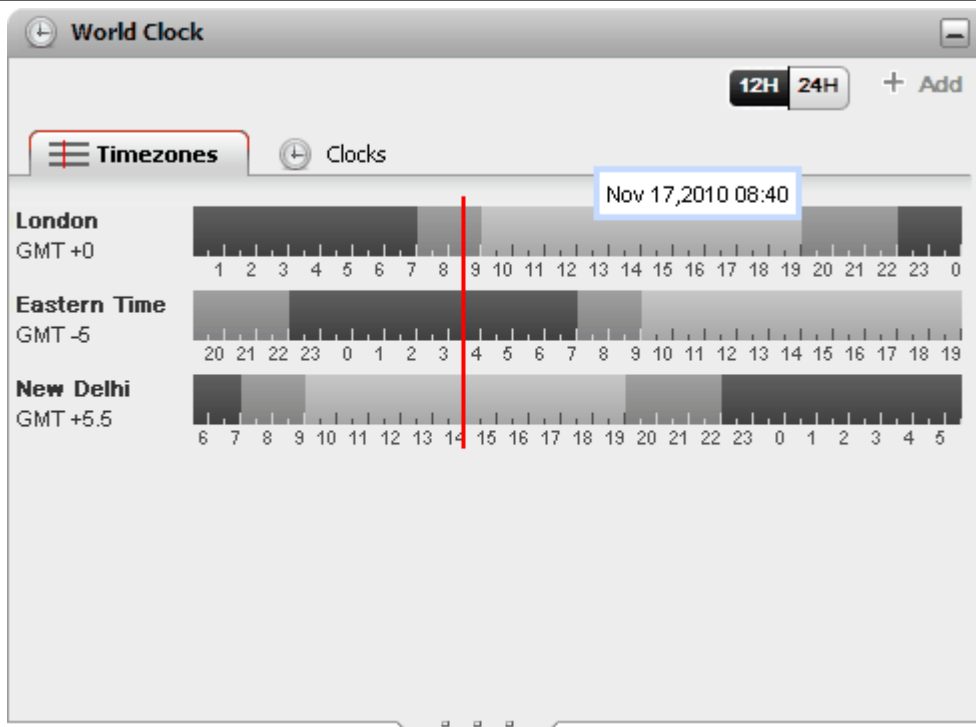 World Clock
12H 24H + Add
Timezones Clocks
Nov 17,2010 08:40
London
GMT +0
1 2 3 4 5 6 7 8 9 10 11 12 13 14 15 16 17 18 19 20 21 22 23 0
Eastern Time
GMT -5
20 21 22 23 0 1 2 3 4 5 6 7 8 9 10 11 12 13 14 15 16 17 18 19
New Delhi
GMT +5.5
6 7 8 9 10 11 12 13 14 15 16 17 18 19 20 21 22 23 0 1 2 3 4 5